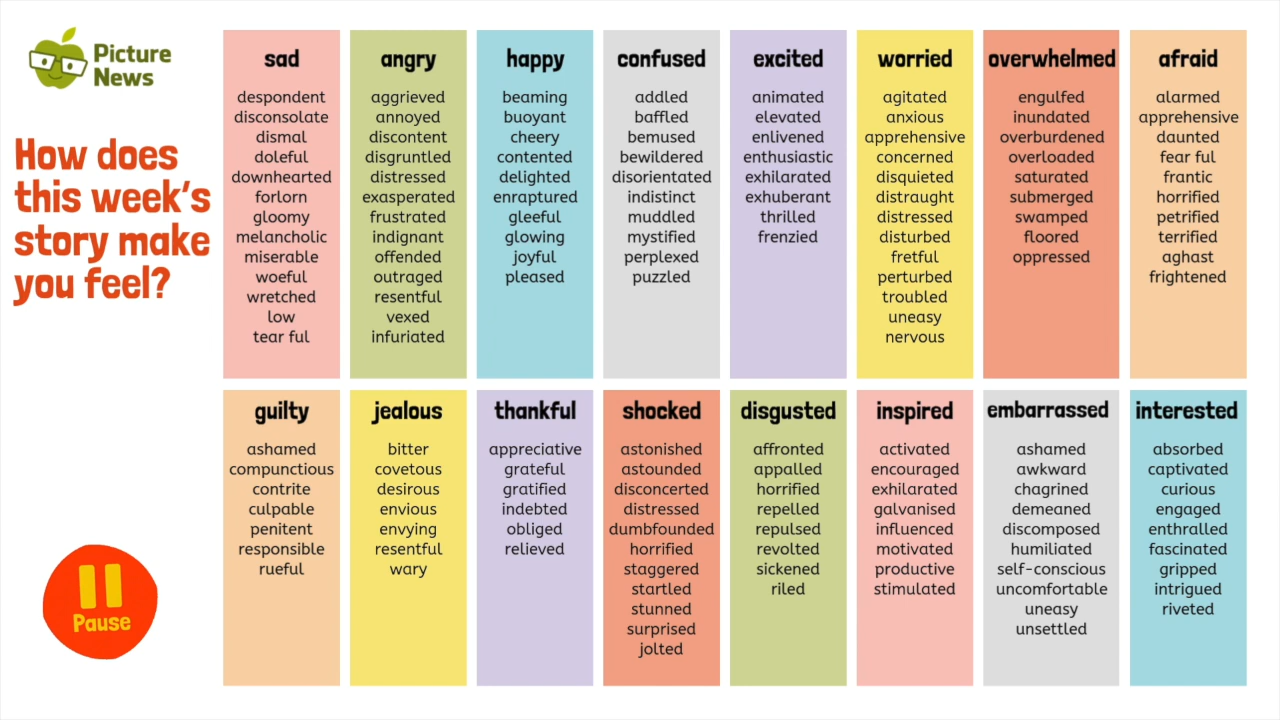 Picture
News
How does
this week's
story make
you feel?
sad
despondent
disconsolate
dismal
doleful
downhearted
forlorn
gloomy
melancholic
miserable
woeful
wretched
low
tear ful
angry
aggrieved
annoyed
discontent
disgruntled
distressed
exasperated
frustrated
indignant
offended
outraged
resentful
vexed
infuriated
happy
beaming
buoyant
cheery
contented
delighted
enraptured
gleeful
glowing
joyful
pleased
confused
addled
baffled
bemused
bewildered
disorientated
indistinct
muddled
mystified
perplexed
puzzled
excited
animated
elevated
enlivened
enthusiastic
exhilarated
exhuberant
thrilled
frenzied
worried
agitated
anxious
apprehensive
concerned
disquieted
distraught
distressed
disturbed
fretful
perturbed
troubled
uneasy
nervous
overwhelmed
engulfed
inundated
overburdened
overloaded
saturated
submerged
swamped
floored
oppressed
afraid
alarmed
apprehensive
daunted
fear ful
frantic
horrified
petrified
terrified
aghast
frightened
guilty
ashamed
compunctious
contrite
culpable
penitent
responsible
rueful
jealous
bitter
covetous
desirous
envious
envying
resentful
wary
thankful
appreciative
grateful
gratified
indebted
obliged
relieved
shocked
astonished
astounded
disconcerted
distressed
dumbfounded
horrified
staggered
startled
stunned
surprised
jolted
disgusted
affronted
appalled
horrified
repelled
repulsed
revolted
sickened
riled
inspired
activated
encouraged
exhilarated
galvanised
influenced
motivated
productive
stimulated
embarrassed
ashamed
awkward
chagrined
demeaned
discomposed
humiliated
self-conscious
uncomfortable
uneasy
unsettled
interested
absorbed
captivated
curious
engaged
enthralled
fascinated
gripped
intrigued
riveted
Pause